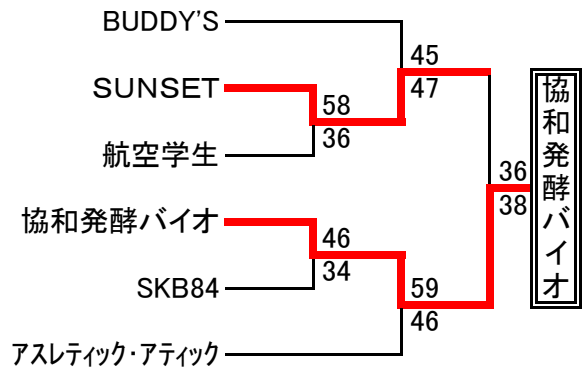 BUDDY'S
45
SUNSET
47
58
36
航空学生
協和発酵バイオ
36
38
協和発酵バイオ
46
34
SKB84
59
46
アスレティック・アティック